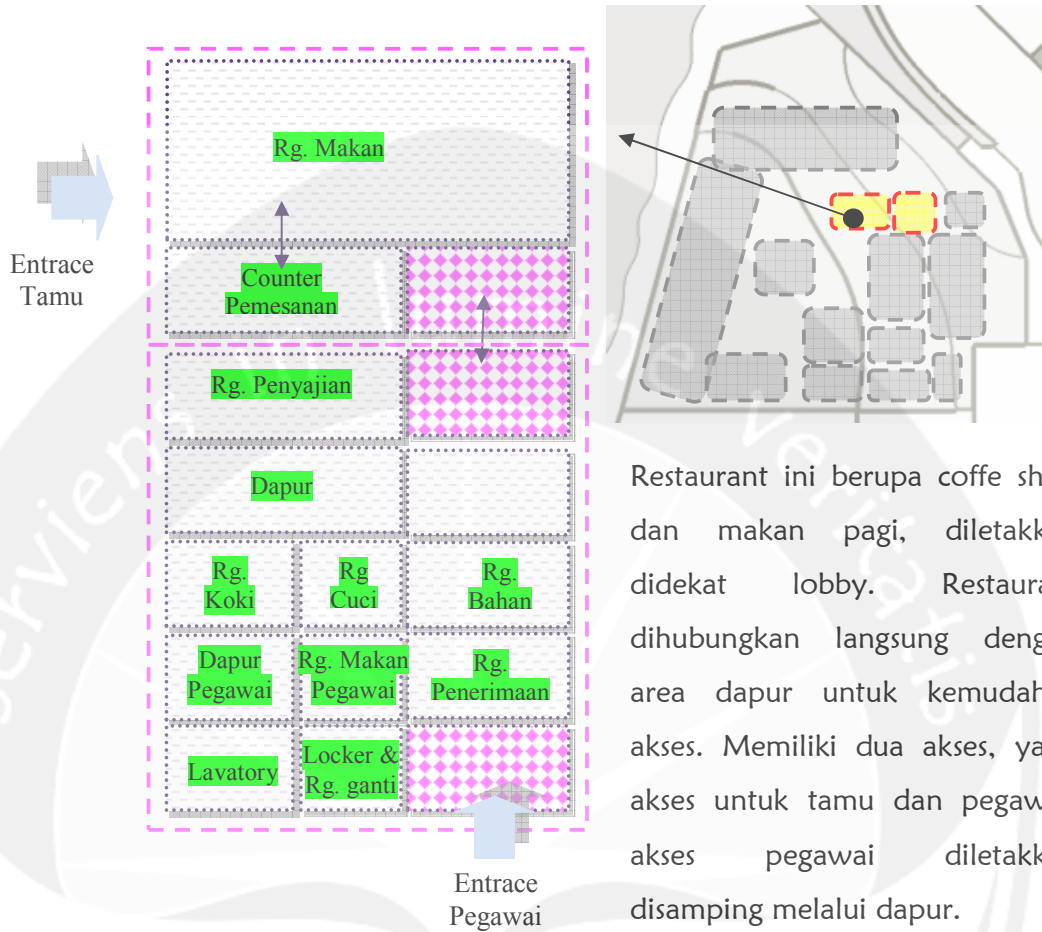 Rg. Makan
Entrace
Tamu
Counter
Pemesanan
Rg. Penyajian
Dapur
Rg.
Koki
Rg
Cuci
Rg.
Bahan
Dapur
Pegawai
Rg. Makan
Pegawai
Rg.
Penerimaan
Lavatory
Locker &
Rg. ganti
Entrace
Pegawai
Restaurant ini berupa coffe sh
dan makan pagi, diletakk
didekat lobby. Restaura
dihubungkan langsung deng
area dapur untuk kemudah
akses. Memiliki dua akses, ya
akses untuk tamu dan pegaw
akses pegawai diletakk
disamping melalui dapur.
serviens in
veritatis